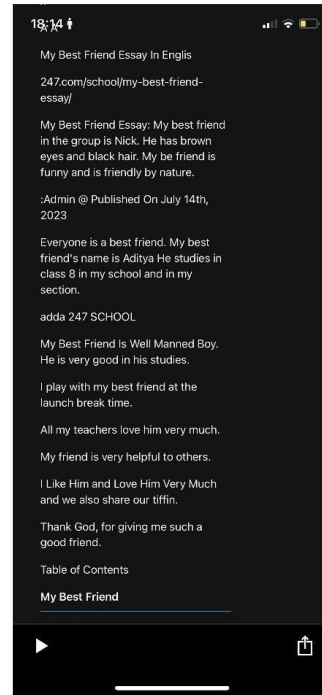 18:14
My Best Friend Essay In Englis
247.com/school/my-best-friend-
essay/
My Best Friend Essay: My best friend
in the group is Nick. He has brown
eyes and black hair. My be friend is
funny and is friendly by nature.
:Admin @ Published On July 14th,
2023
Everyone is a best friend. My best
friend's name is Aditya He studies in
class 8 in my school and in my
section.
adda 247 SCHOOL
My Best Friend Is Well Manned Boy.
He is very good in his studies.
I play with my best friend at the
launch break time.
All my teachers love him very much.
My friend is very helpful to others.
I Like Him and Love Him Very Much
and we also share our tiffin.
Thank God, for giving me such a
good friend.
Table of Contents
My Best Friend